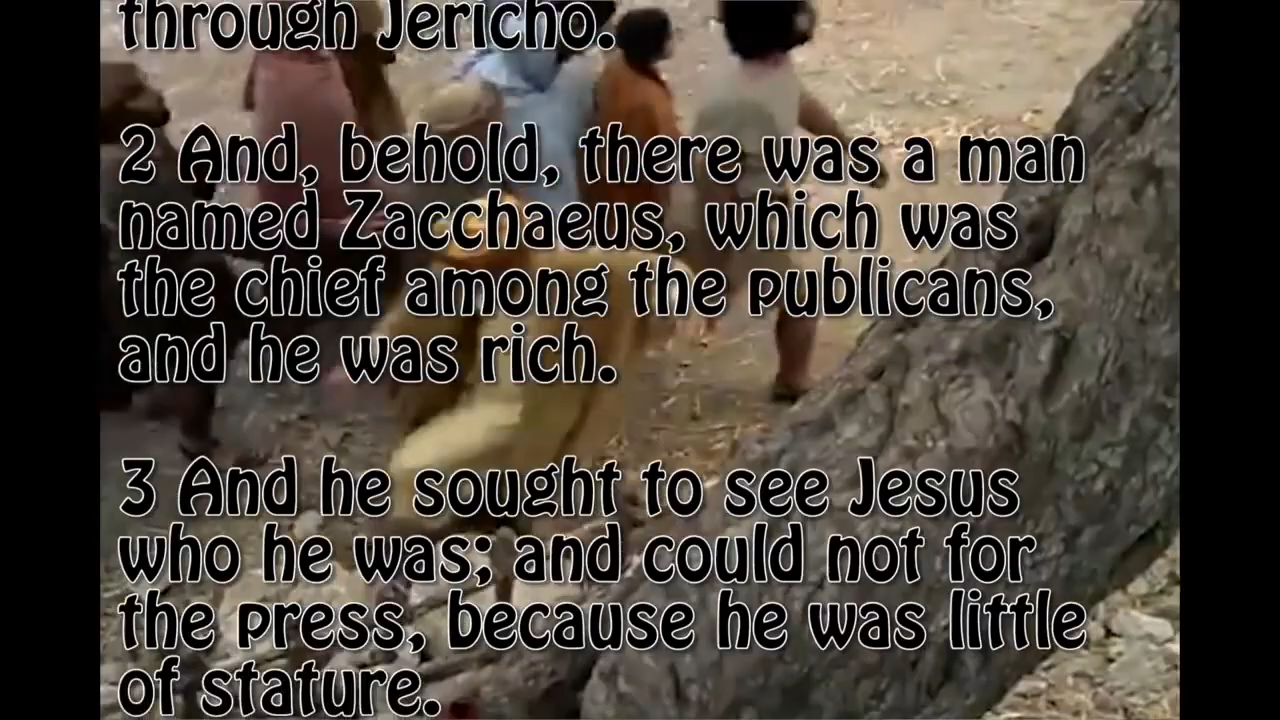 through Jericho.
2 And, behold, there was a man
named Zacchaeus, which was
the chief among the publicans,
and he was rich.
3 And he sought to see Jesus
who he was; and could not for
the press, because he was little
of stature.